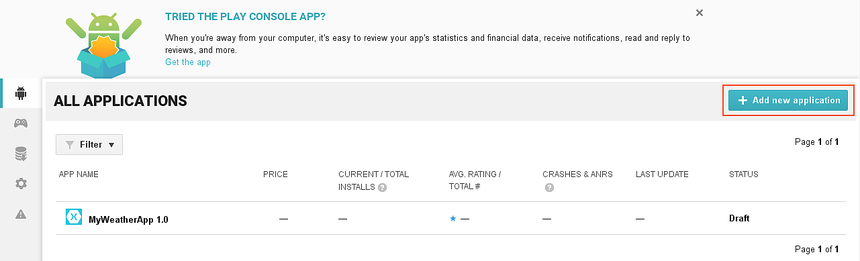 TRIED THE PLAY CONSOLE APP?
When you're away from your computer, it's easy to review your app's statistics and financial data, receive notifications, read and reply to
reviews, and more.
Get the app
ALL APPLICATIONS
+ Add new application
Filter
Page 1 of 1
APP NAME PRICE CURRENT / TOTAL INSTALLS ? AVG. RATING / TOTAL # CRASHES & ANRS ? LAST UPDATE STATUS
MyWeatherApp 1.0 — — ★ — — — Draft
Page 1 of 1